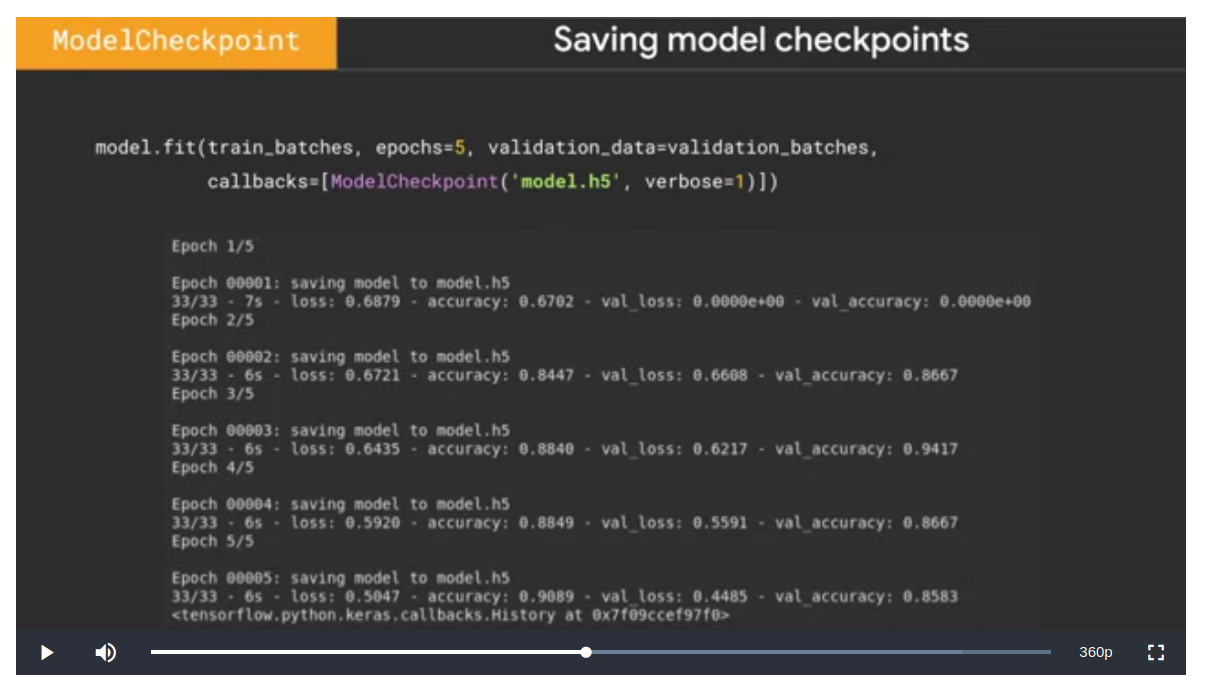 ModelCheckpoint
Saving model checkpoints
model.fit(train_batches, epochs=5, validation_data=validation_batches,
callbacks=[ModelCheckpoint('model.h5', verbose=1)])
Epoch 1/5
Epoch 00001: saving model to model.h5
33/33 - 7s - loss: 0.6879 - accuracy: 0.6702 - val_loss: 0.0000e+00 - val_accuracy: 0.0000e+00
Epoch 2/5
Epoch 00002: saving model to model.h5
33/33 - 6s - loss: 0.6721 - accuracy: 0.8447 - val_loss: 0.6608 - val_accuracy: 0.8667
Epoch 3/5
Epoch 00003: saving model to model.h5
33/33 - 6s - loss: 0.6435 - accuracy: 0.8840 - val_loss: 0.6217 - val_accuracy: 0.9417
Epoch 4/5
Epoch 00004: saving model to model.h5
33/33 - 6s - loss: 0.5920 - accuracy: 0.8849 - val_loss: 0.5591 - val_accuracy: 0.8667
Epoch 5/5
Epoch 00005: saving model to model.h5
33/33 - 6s - loss: 0.5047 - accuracy: 0.9089 - val_loss: 0.4485 - val_accuracy: 0.8583
<tensorflow.python.keras.callbacks.History at 0x7f09ccef97f0>
360p